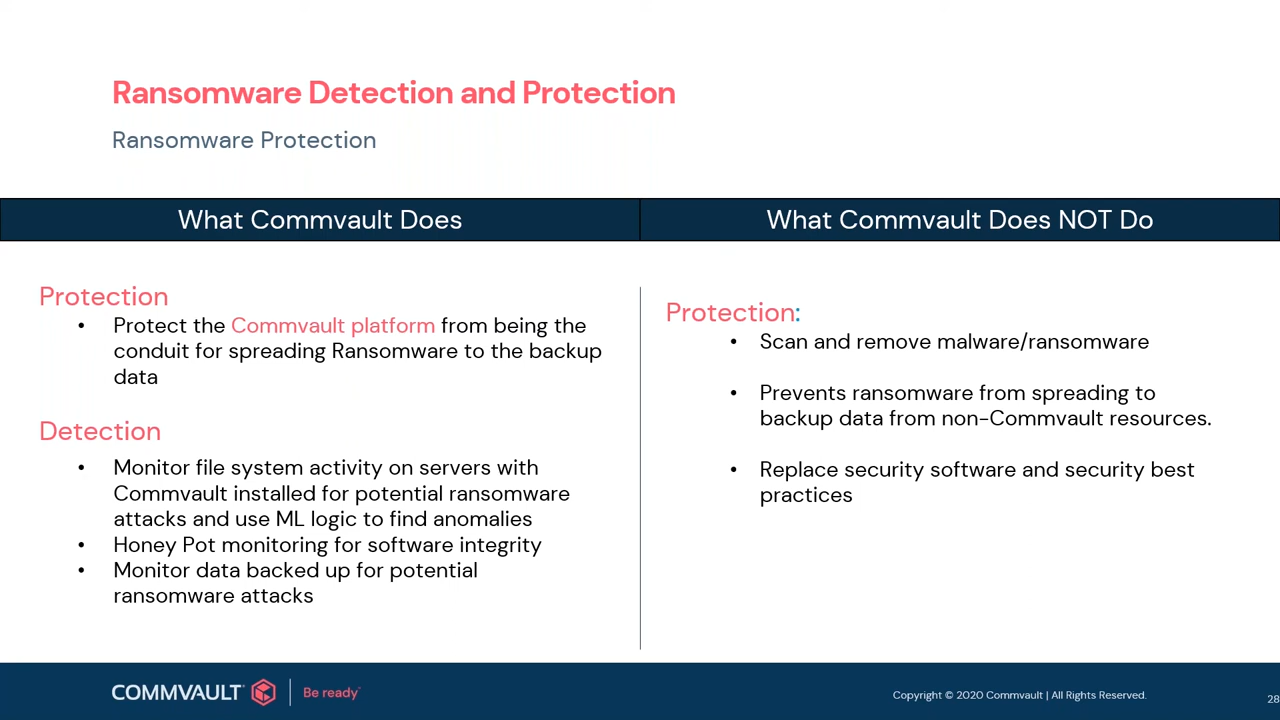 Ransomware Detection and Protection
Ransomware Protection
What Commvault Does
What Commvault Does NOT Do
Protection
• Protect the Commvault platform from being the
conduit for spreading Ransomware to the backup
data
Detection
• Monitor file system activity on servers with
Commvault installed for potential ransomware
attacks and use ML logic to find anomalies
• Honey Pot monitoring for software integrity
• Monitor data backed up for potential
ransomware attacks
Protection:
• Scan and remove malware/ransomware
• Prevents ransomware from spreading to
backup data from non-Commvault resources.
• Replace security software and security best
practices
COMMVAULT
Be ready
Copyright © 2020 Commvault | All Rights Reserved.
28